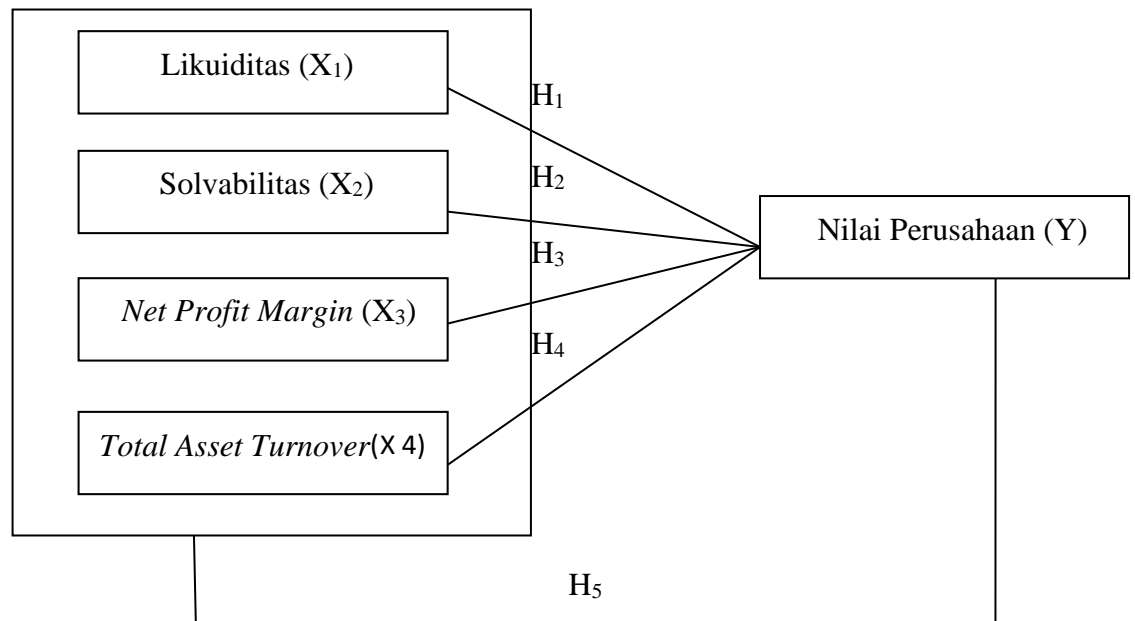 Likuiditas (X₁)
H₁
Solvabilitas (X₂)
H₂
Nilai Perusahaan (Y)
H₃
Net Profit Margin (X₃)
H₄
Total Asset Turnover(X 4)
H₅